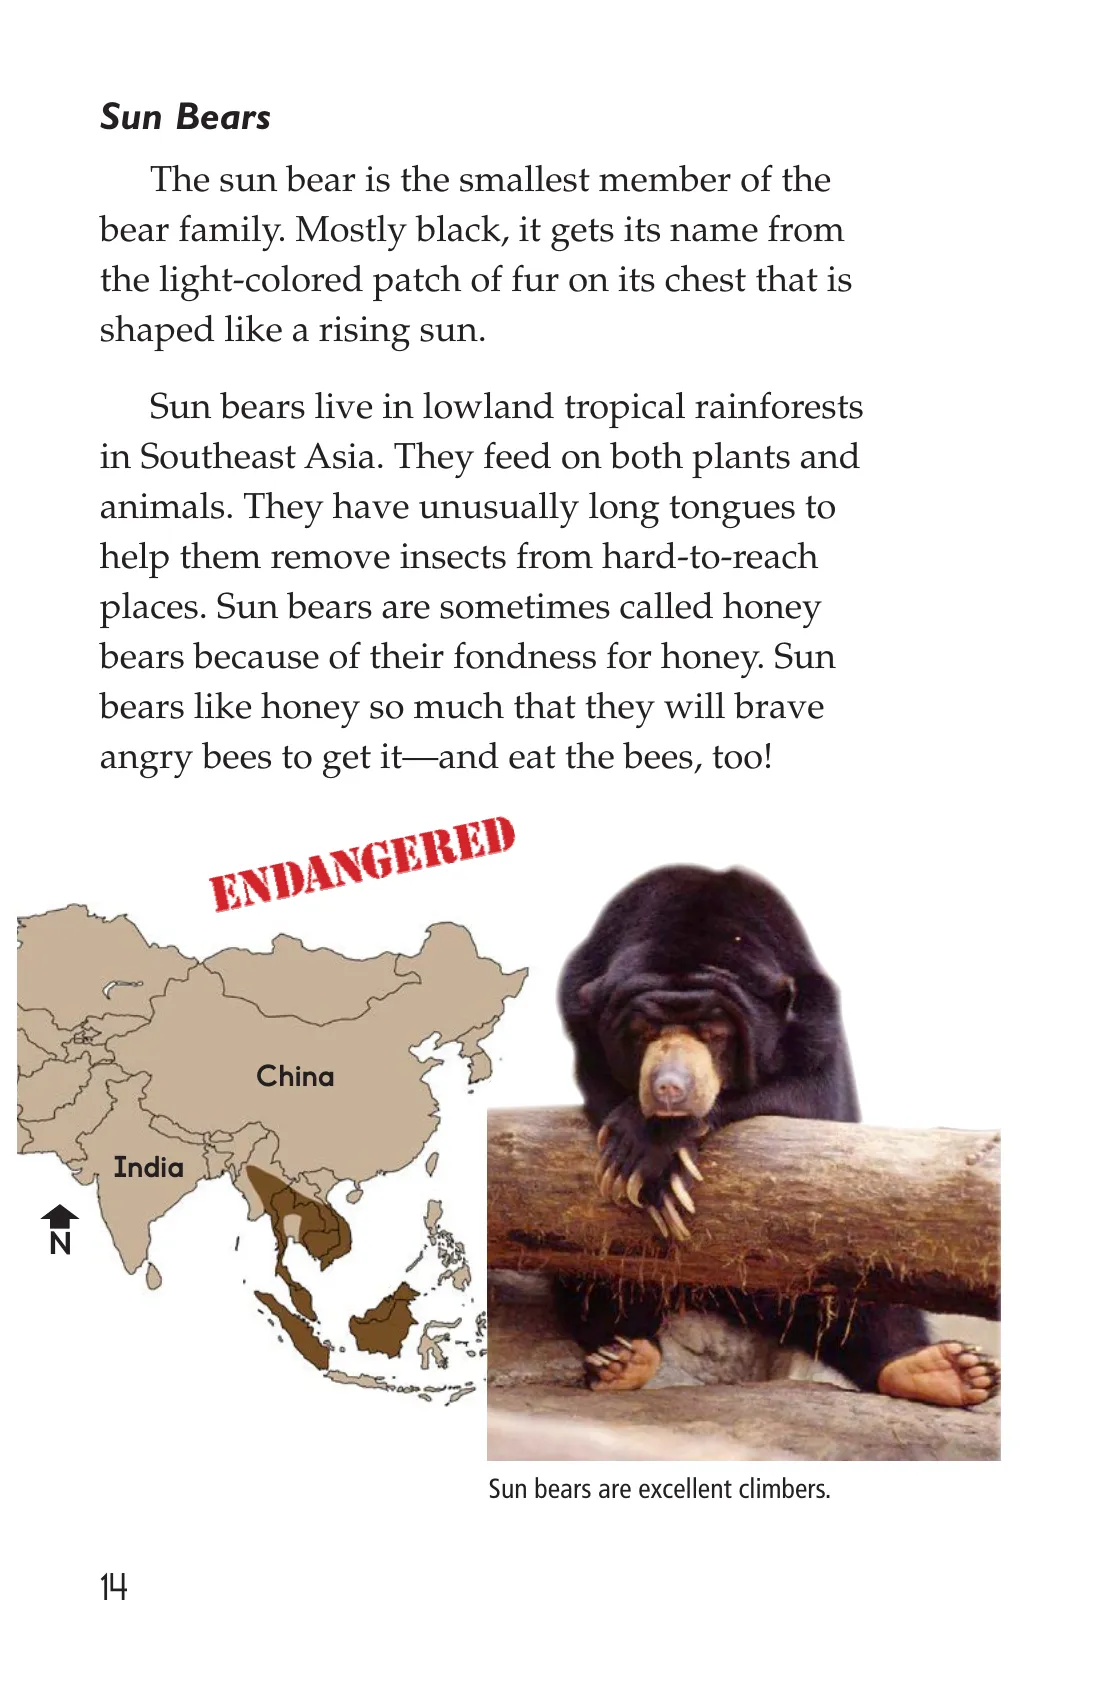 Sun Bears
The sun bear is the smallest member of the
bear family. Mostly black, it gets its name from
the light-colored patch of fur on its chest that is
shaped like a rising sun.
Sun bears live in lowland tropical rainforests
in Southeast Asia. They feed on both plants and
animals. They have unusually long tongues to
help them remove insects from hard-to-reach
places. Sun bears are sometimes called honey
bears because of their fondness for honey. Sun
bears like honey so much that they will brave
angry bees to get it—and eat the bees, too!
ENDANGERED
China
India
N
Sun bears are excellent climbers.
14